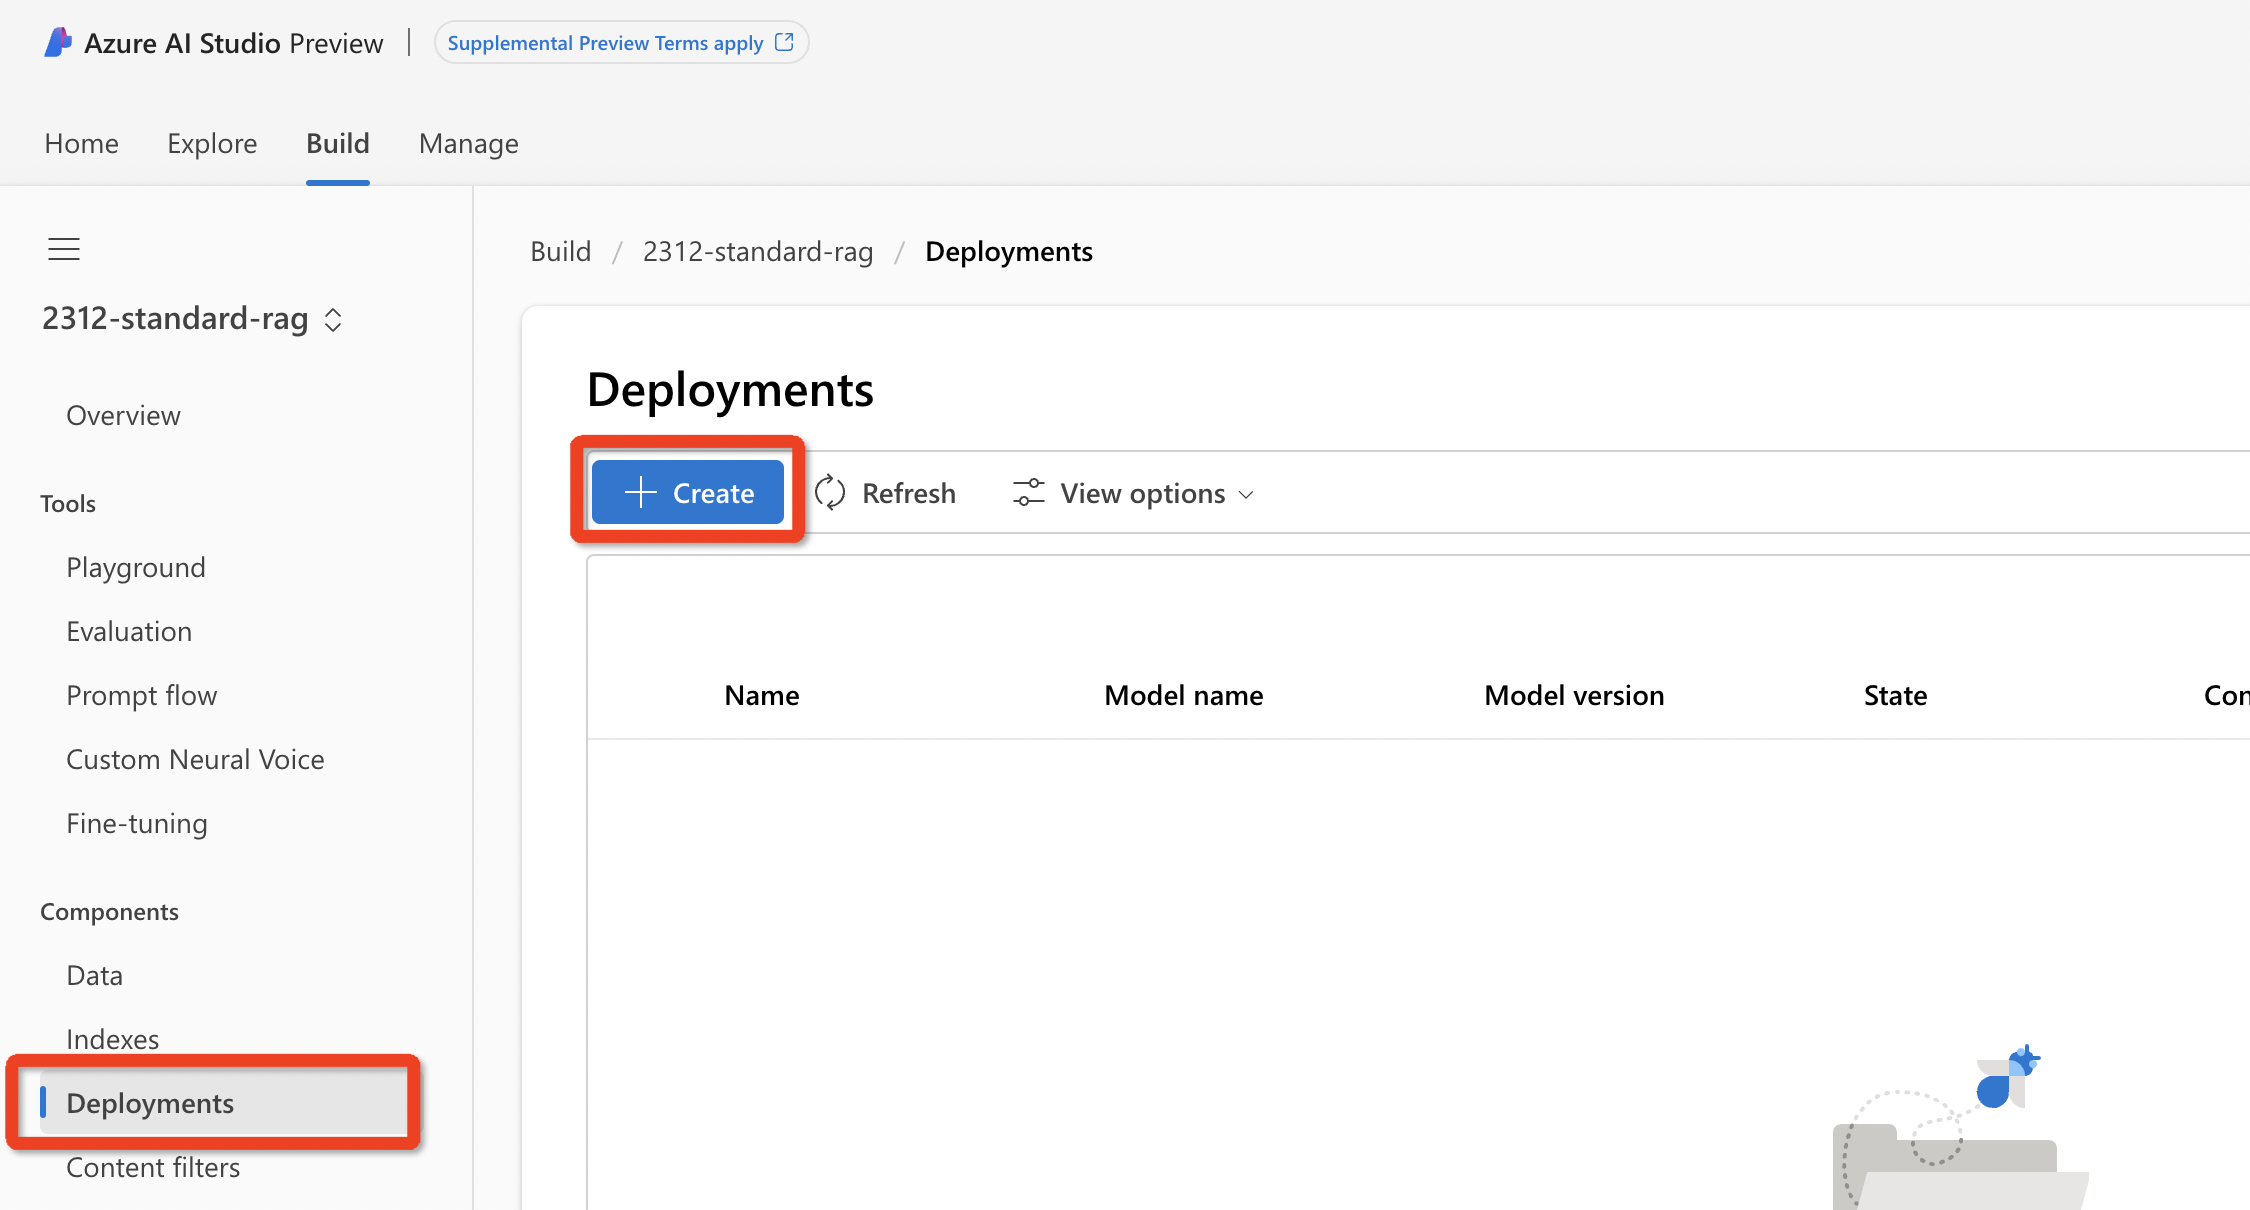 Azure AI Studio Preview | Supplemental Preview Terms apply
Home Explore Build Manage
2312-standard-rag
Overview
Tools
Playground
Evaluation
Prompt flow
Custom Neural Voice
Fine-tuning
Components
Data
Indexes
Deployments
Content filters
Build / 2312-standard-rag / Deployments
Deployments
Create Refresh View options
Name Model name Model version State